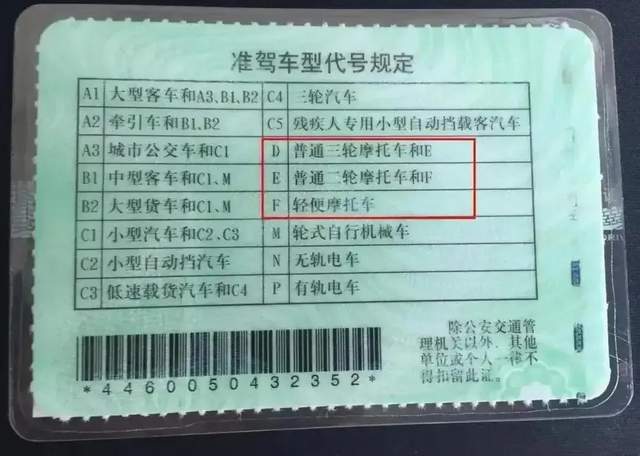 准驾车型代号规定
A1 大型客车和A3、B1、B2 C4 三轮汽车
A2 牵引车和B1、B2 C5 残疾人专用小型自动挡载客汽车
A3 城市公交车和C1 D 普通三轮摩托车和E
B1 中型客车和C1、M E 普通二轮摩托车和F
B2 大型货车和C1、M F 轻便摩托车
C1 小型汽车和C2、C3 M 轮式自行机械车
C2 小型自动挡汽车 N 无轨电车
C3 低速载货汽车和C4 P 有轨电车
除公安交通管
理机关以外，其他
单位或个人一律不
得扣留此证。
*4460050432352*